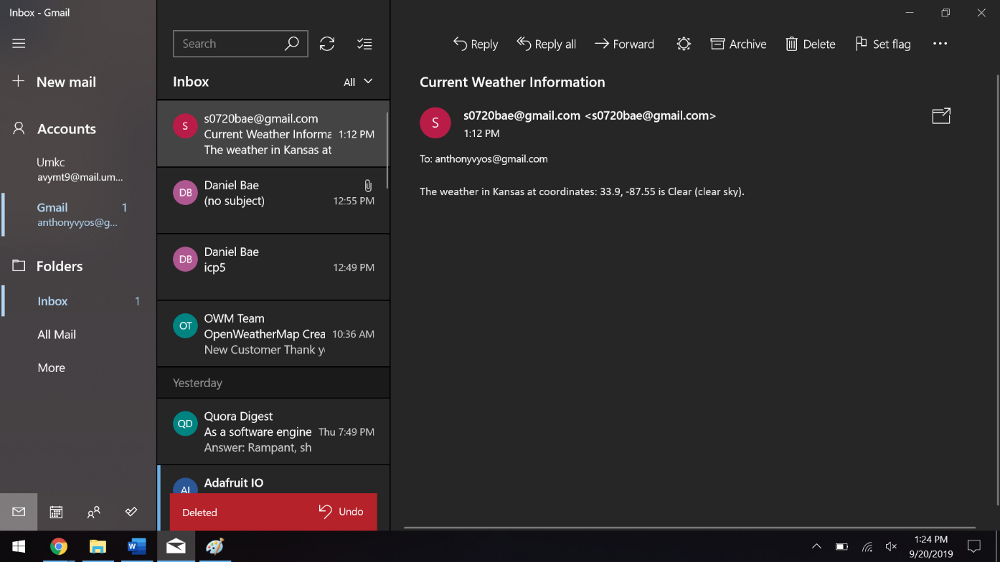 Inbox - Gmail
New mail
Accounts
Umkc
avymt9@mail.um...
Gmail 1
anthonyvyos@g...
Folders
Inbox 1
All Mail
More
Search
Inbox All
S
s0720bae@gmail.com
Current Weather Informa 1:12 PM
The weather in Kansas at
DB
Daniel Bae
(no subject) 12:55 PM
DB
Daniel Bae
icp5 12:49 PM
OT
OWM Team
OpenWeatherMap Crea 10:36 AM
New Customer Thank y
Yesterday
QD
Quora Digest
As a software engine Thu 7:49 PM
Answer: Rampant, sh
AI
Adafruit IO
Deleted Undo
Reply Reply all Forward Archive Delete Set flag
Current Weather Information
S
s0720bae@gmail.com <s0720bae@gmail.com>
1:12 PM
To: anthonyvyos@gmail.com
The weather in Kansas at coordinates: 33.9, -87.55 is Clear (clear sky).
W
1:24 PM
9/20/2019